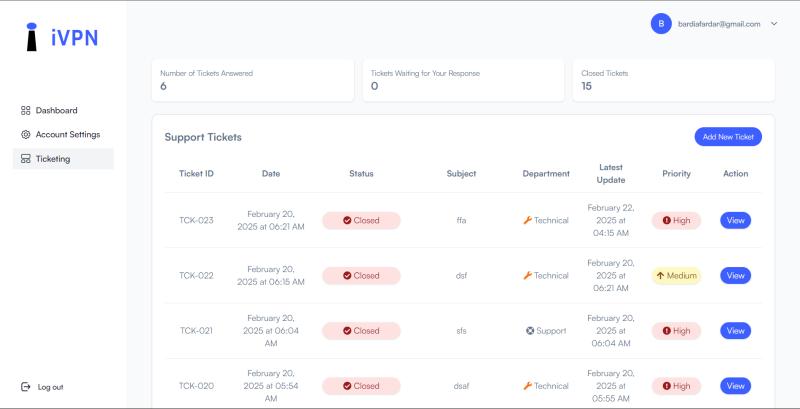 iVPN
B bardiafardar@gmail.com
Number of Tickets Answered
6
Tickets Waiting for Your Response
0
Closed Tickets
15
Dashboard
Account Settings
Ticketing
Support Tickets
Add New Ticket
Ticket ID Date Status Subject Department Latest Update Priority Action
TCK-023
February 20,
2025 at 06:21 AM
Closed
ffa
Technical
February 22,
2025 at
04:15 AM
High
View
TCK-022
February 20,
2025 at 06:15 AM
Closed
dsf
Technical
February 20,
2025 at
06:21 AM
Medium
View
TCK-021
February 20,
2025 at 06:04
AM
Closed
sfs
Support
February 20,
2025 at
06:04 AM
High
View
TCK-020
February 20,
2025 at 05:54
AM
Closed
dsaf
Technical
February 20,
2025 at
05:55 AM
High
View
Log out